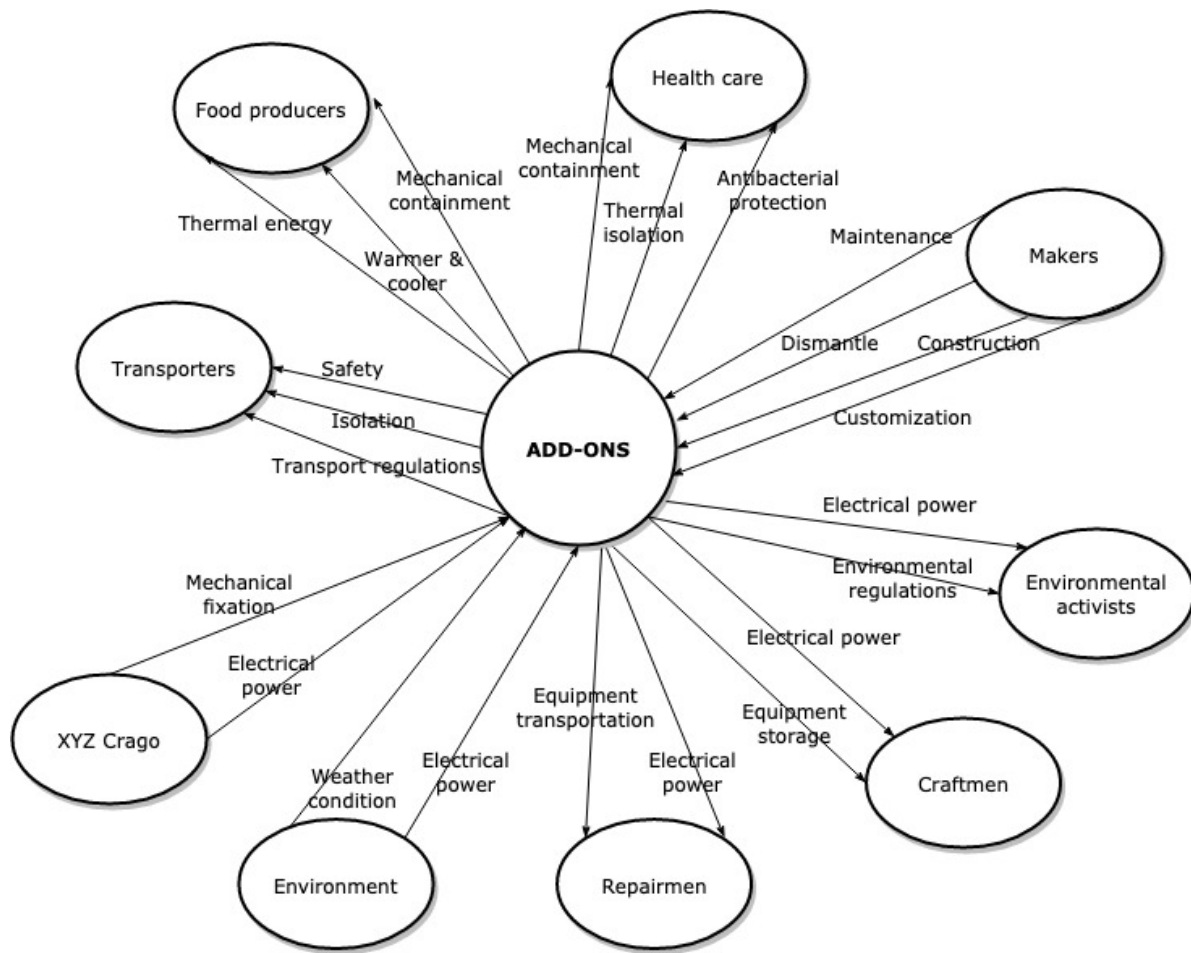 Health care
Food producers
Mechanical
containment
Mechanical
containment
Antibacterial
protection
Thermal
isolation
Thermal energy
Warmer &
cooler
Maintenance
Makers
Transporters
Safety
Dismantle
Construction
Isolation
Customization
ADD-ONS
Transport regulations
Electrical power
Environmental
regulations
Environmental
activists
Mechanical
fixation
Electrical power
Electrical
power
Equipment
transportation
Equipment
storage
XYZ Crago
Weather
condition
Electrical
power
Electrical
power
Craftmen
Environment
Repairmen